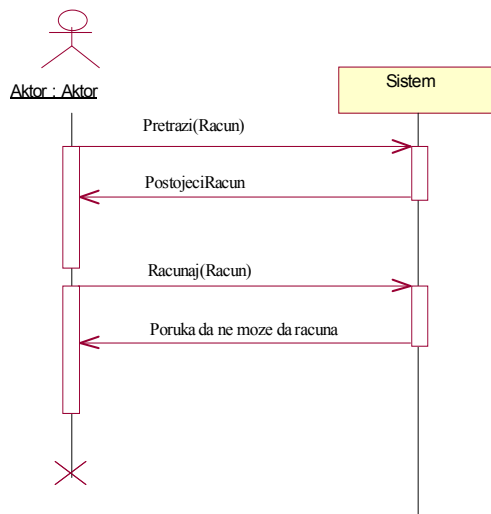 Aktor : Aktor
Sistem
Pretrazi(Racun)
PostojeciRacun
Racunaj(Racun)
Poruka da ne moze da racuna